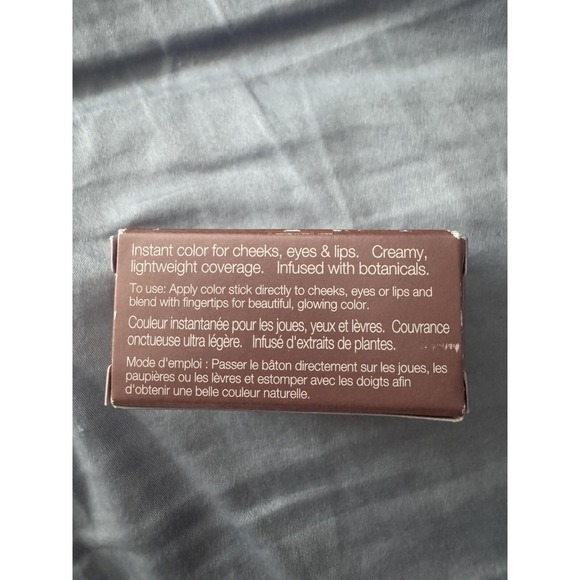 Instant color for cheeks, eyes & lips. Creamy,
lightweight coverage. Infused with botanicals.
To use: Apply color stick directly to cheeks, eyes or lips and
blend with fingertips for beautiful, glowing color.
Couleur instantanée pour les joues, yeux et lèvres. Couvrance
onctueuse ultra légère. Infusé d'extraits de plantes.
Mode d'emploi : Passer le bâton directement sur les joues, les
paupières ou les lèvres et estomper avec les doigts afin
d'obtenir une belle couleur naturelle.